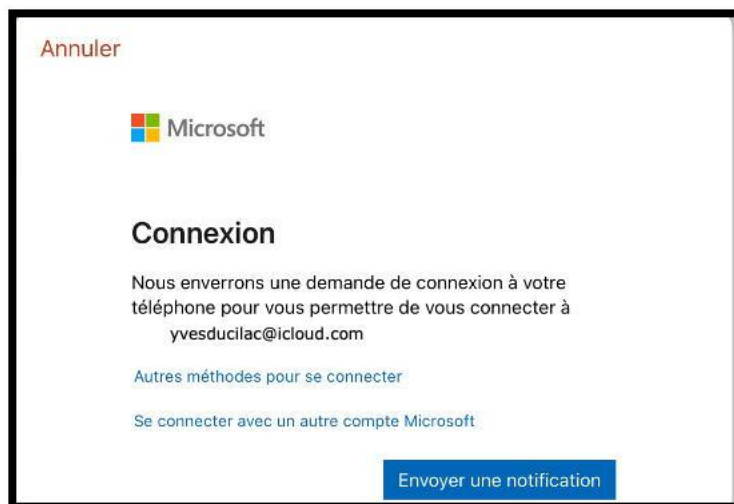 Annuler
Microsoft
Connexion
Nous enverrons une demande de connexion à votre
téléphone pour vous permettre de vous connecter à
yvesducilac@icloud.com
Autres méthodes pour se connecter
Se connecter avec un autre compte Microsoft
Envoyer une notification